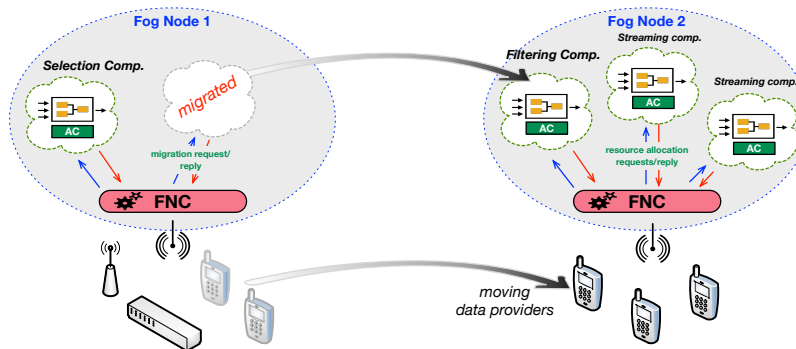 Fog Node 1
Selection Comp.
AC
migrated
migration request/
reply
FNC
Fog Node 2
Filtering Comp.
Streaming comp.
Streaming comp.
AC
AC
AC
resource allocation
requests/reply
FNC
moving
data providers